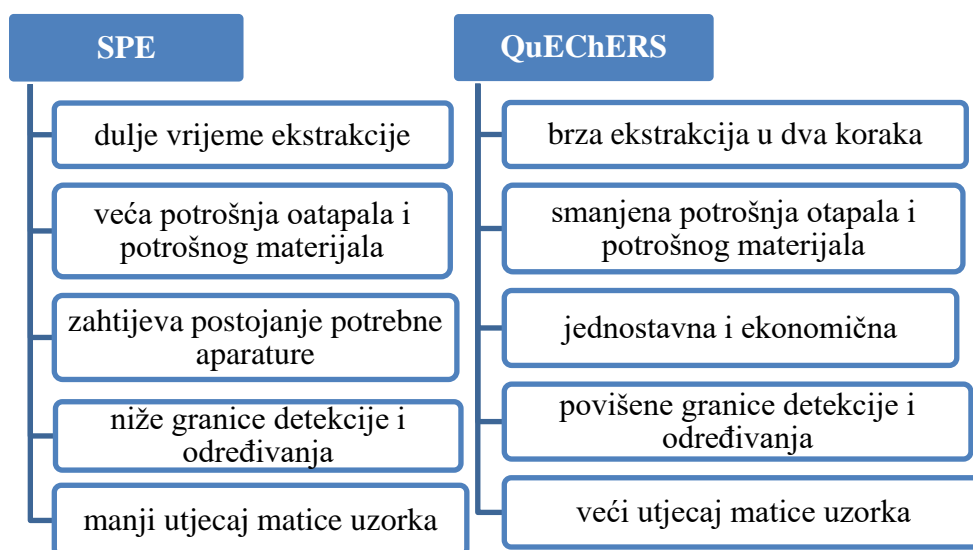 SPE
dulje vrijeme ekstrakcije
veća potrošnja oatapala i
potrošnog materijala
zahtijeva postojanje potrebne
aparature
niže granice detekcije i
određivanja
manji utjecaj matice uzorka
QuEChERS
brza ekstrakcija u dva koraka
smanjena potrošnja otapala i
potrošnog materijala
jednostavna i ekonomična
povišene granice detekcije i
određivanja
veći utjecaj matice uzorka